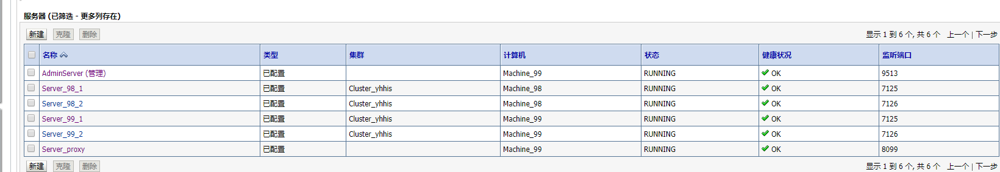 服务器 (已筛选 - 更多列存在)
新建 克隆 删除 显示 1 到 6 个, 共 6 个 上一个 | 下一步
名称 类型 集群 计算机 状态 健康状况 监听端口
AdminServer (管理) 已配置 Machine_99 RUNNING OK 9513
Server_98_1 已配置 Cluster_yhhis Machine_98 RUNNING OK 7125
Server_98_2 已配置 Cluster_yhhis Machine_98 RUNNING OK 7126
Server_99_1 已配置 Cluster_yhhis Machine_99 RUNNING OK 7125
Server_99_2 已配置 Cluster_yhhis Machine_99 RUNNING OK 7126
Server_proxy 已配置 Machine_99 RUNNING OK 8099
新建 克隆 删除 显示 1 到 6 个, 共 6 个 上一个 | 下一步